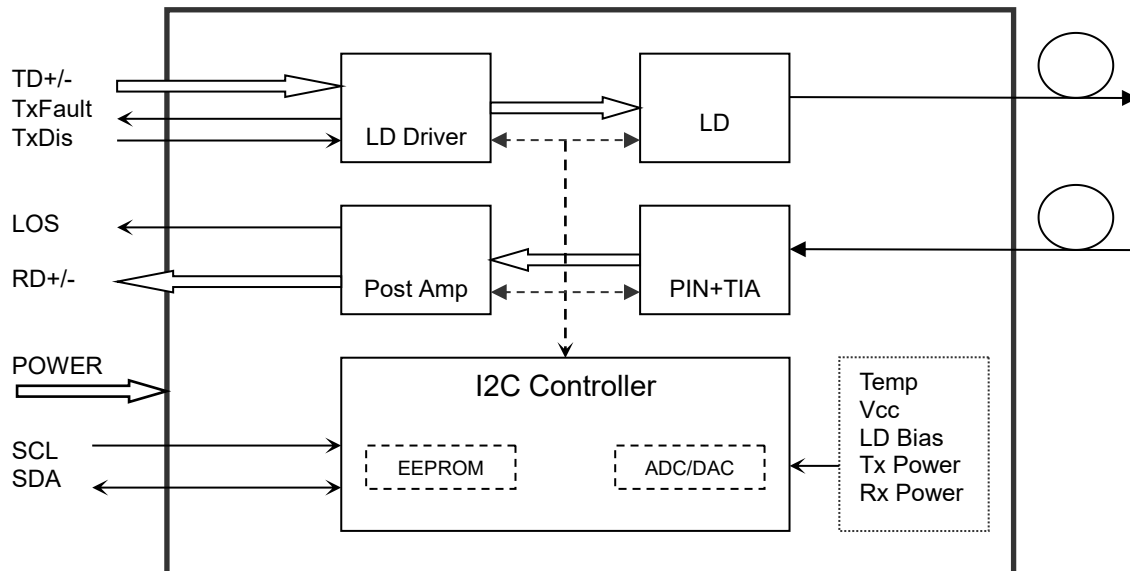 TD+/-
TxFault
TxDis
LD Driver
LD
LOS
RD+/-
Post Amp
PIN+TIA
POWER
I2C Controller
SCL
SDA
EEPROM
ADC/DAC
Temp
Vcc
LD Bias
Tx Power
Rx Power